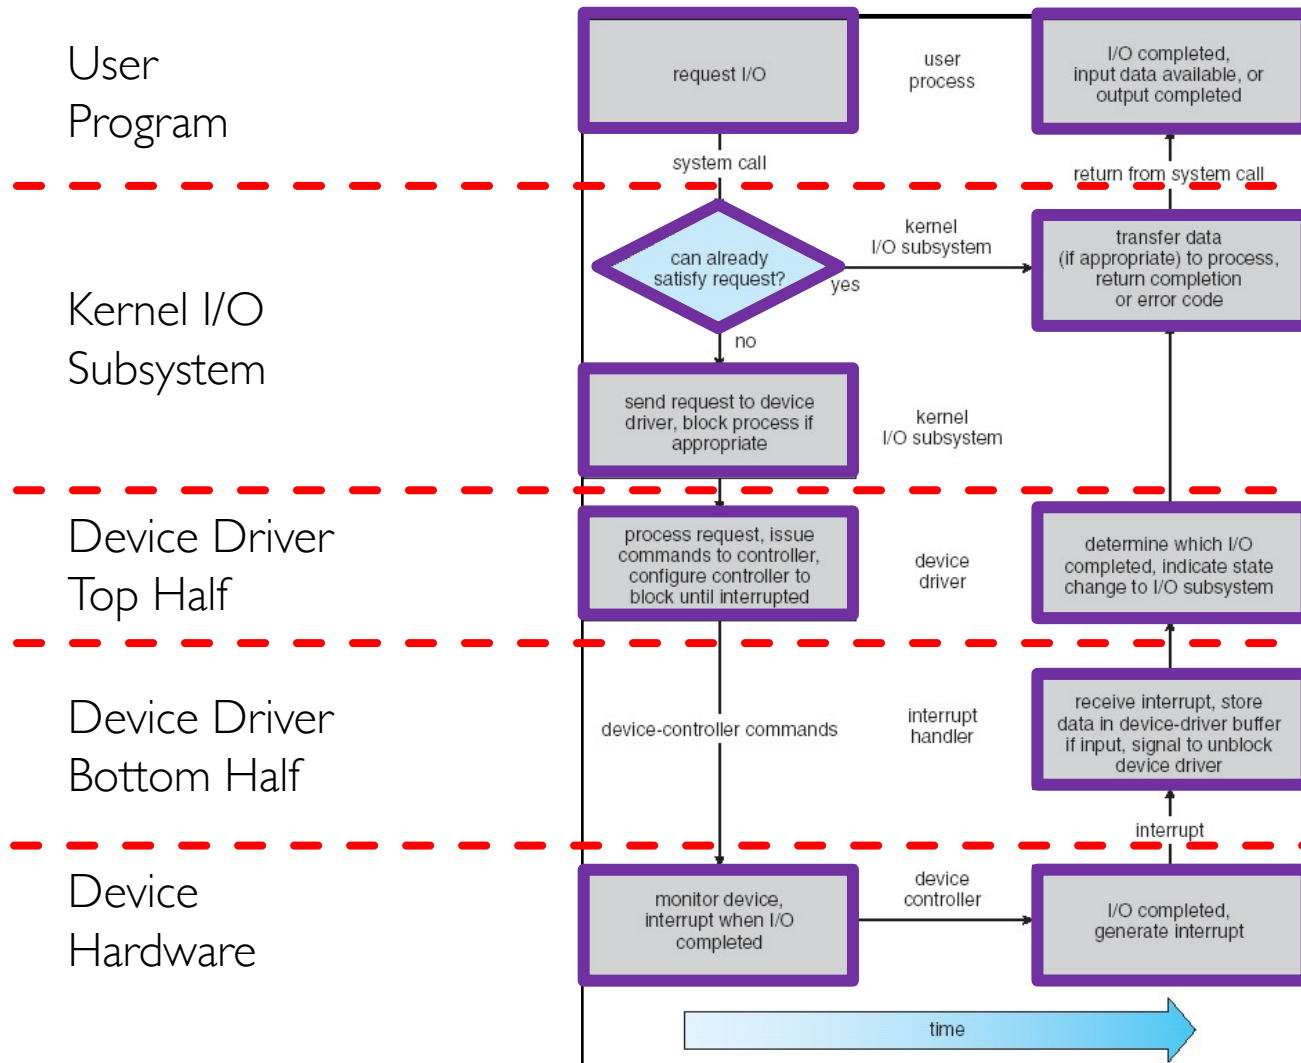 User
Program
request I/O
user
process
I/O completed,
input data available, or
output completed
system call
return from system call
Kernel I/O
Subsystem
can already
satisfy request?
kernel
I/O subsystem
yes
transfer data
(if appropriate) to process,
return completion
or error code
no
send request to device
driver, block process if
appropriate
kernel
I/O subsystem
Device Driver
Top Half
process request, issue
commands to controller,
configure controller to
block until interrupted
device
driver
determine which I/O
completed, indicate state
change to I/O subsystem
Device Driver
Bottom Half
device-controller commands
interrupt
handler
receive interrupt, store
data in device-driver buffer
if input, signal to unblock
device driver
interrupt
Device
Hardware
monitor device,
interrupt when I/O
completed
device
controller
I/O completed,
generate interrupt
time